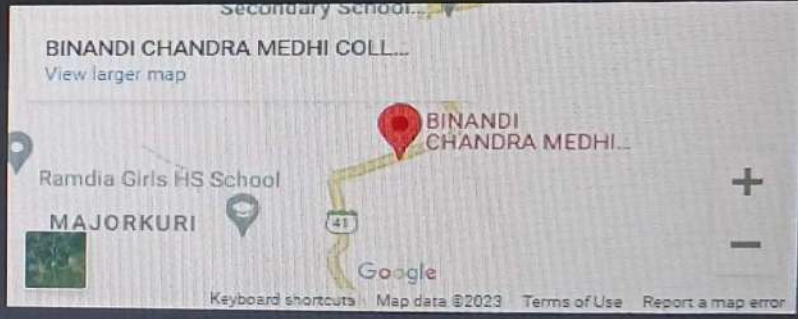 Secondary School...
BINANDI CHANDRA MEDHI COLL...
View larger map
BINANDI
CHANDRA MEDHI...
Ramdia Girls HS School
MAJORKURI
41
Google
Keyboard shortcuts Map data ©2023 Terms of Use Report a map error